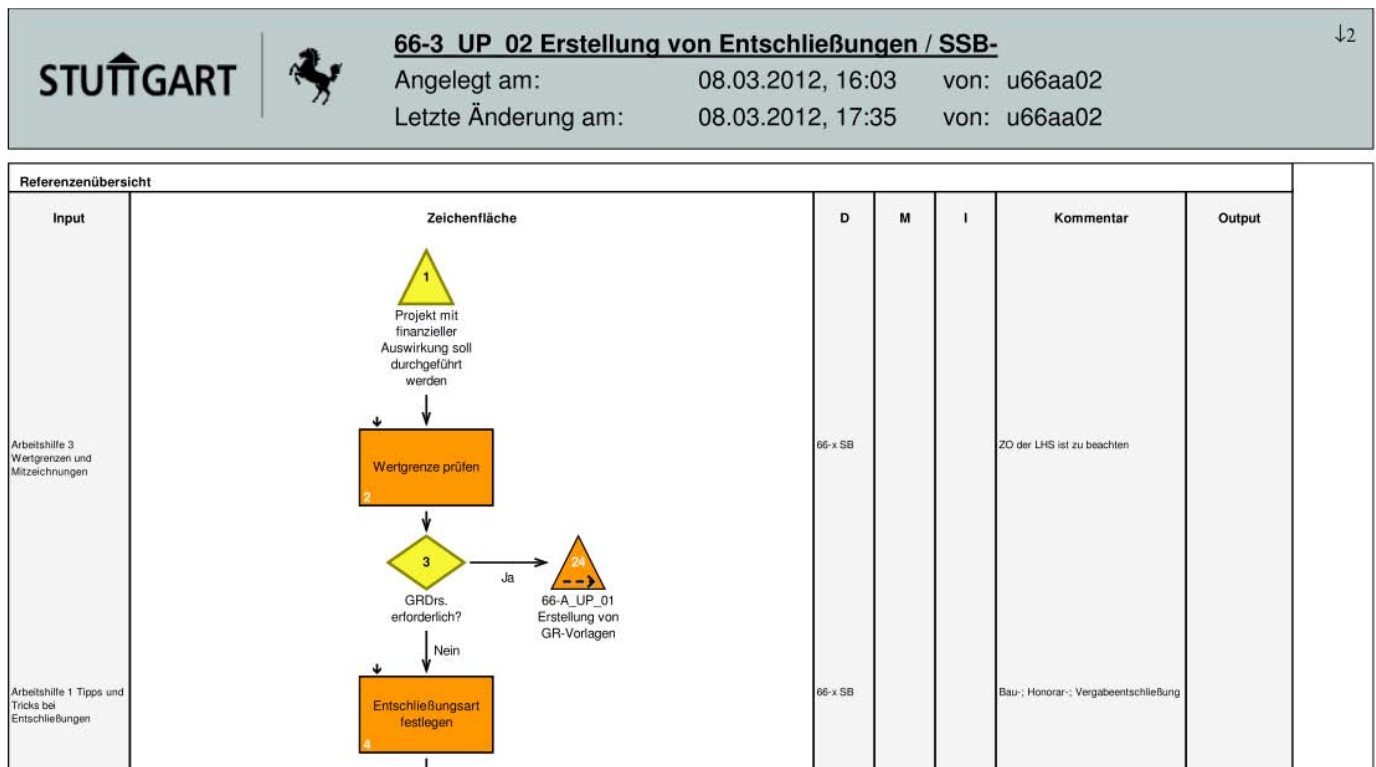 66-3_UP_02 Erstellung von Entschließungen / SSB-
↓2
STUTTGART
Angelegt am: 08.03.2012, 16:03 von: u66aa02
Letzte Änderung am: 08.03.2012, 17:35 von: u66aa02
Referenzenübersicht
Input Zeichenfläche D M I Kommentar Output
1
Projekt mit
finanzieller
Auswirkung soll
durchgeführt
werden
Arbeitshilfe 3
Wertgrenzen und
Mitzeichnungen
Wertgrenze prüfen
2
66-x SB
ZO der LHS ist zu beachten
3
Ja
24
GRDrs.
erforderlich?
66-A_UP_01
Erstellung von
GR-Vorlagen
Nein
Arbeitshilfe 1 Tipps und
Tricks bei
Entschließungen
Entschließungsart
festlegen
4
66-x SB
Bau-; Honorar-; Vergabeentschließung